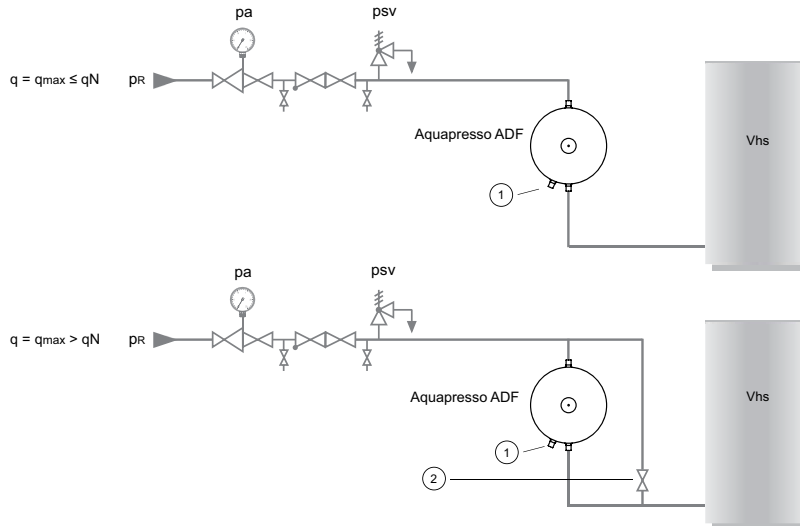 pa
psv
q = qmax ≤ qN
pR
Aquapresso ADF
Vhs
1
pa
psv
q = qmax > qN
pR
Aquapresso ADF
Vhs
1
2